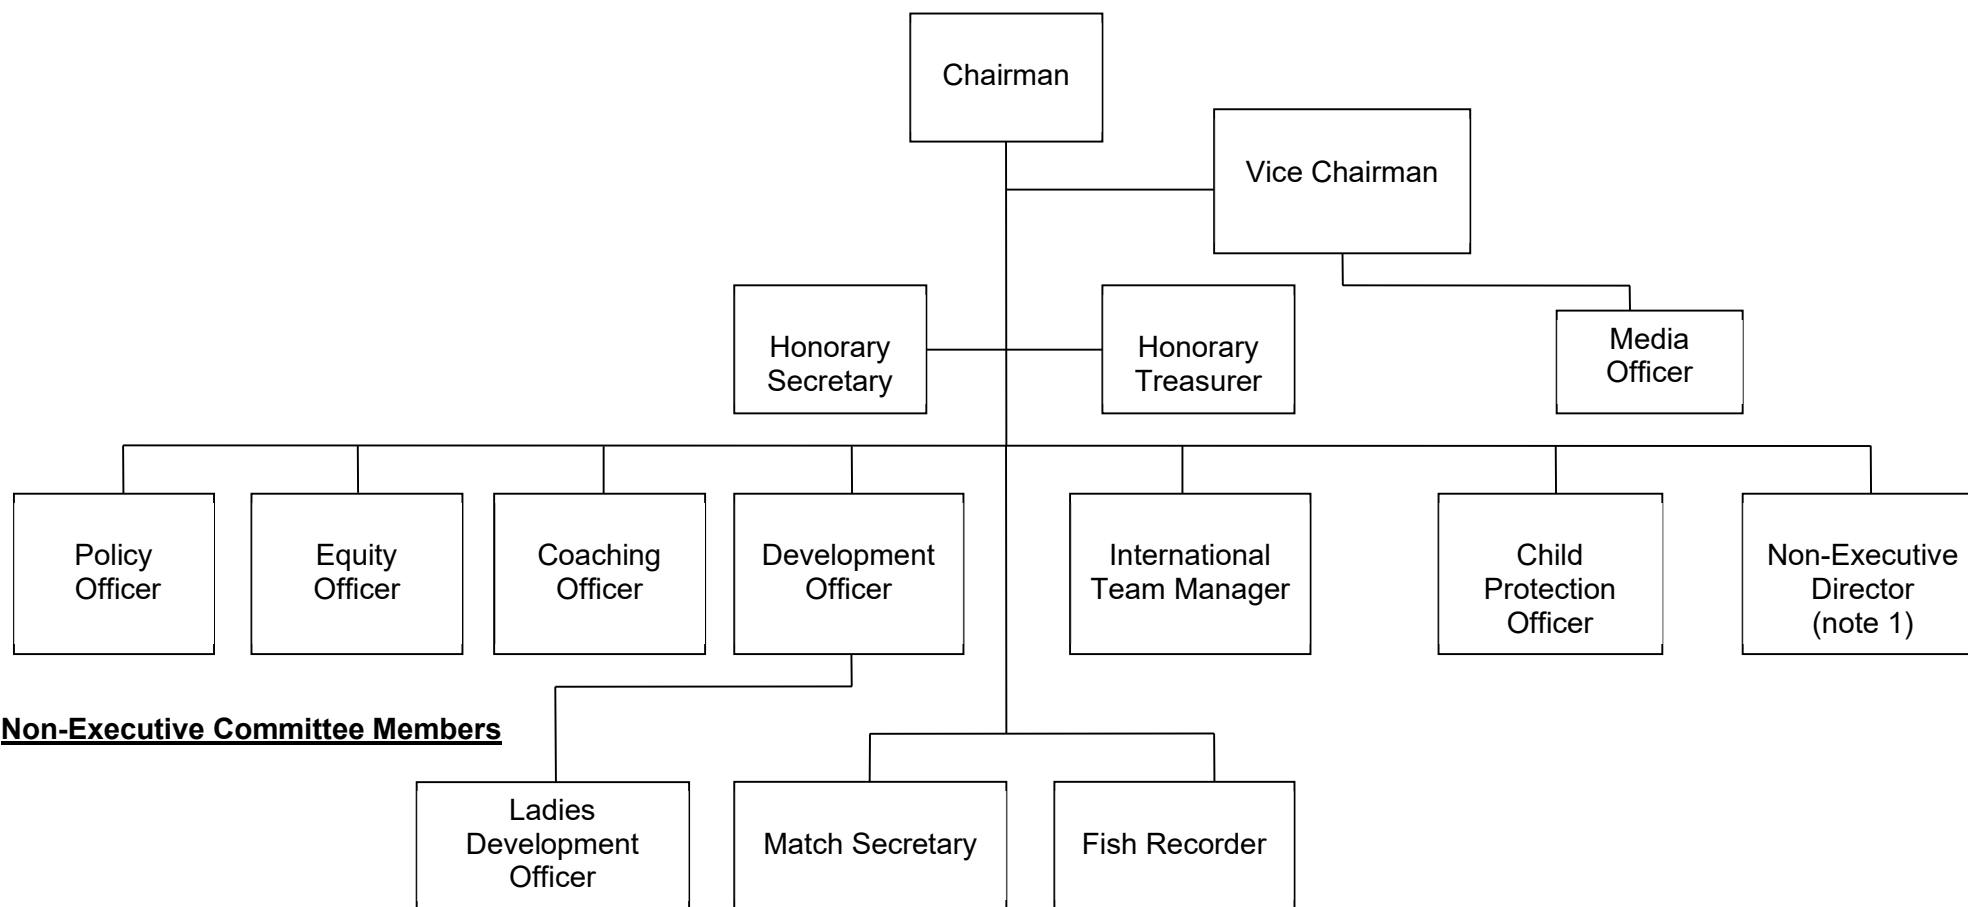 Chairman
Vice Chairman
Honorary
Secretary
Honorary
Treasurer
Media
Officer
Policy
Officer
Equity
Officer
Coaching
Officer
Development
Officer
International
Team Manager
Child
Protection
Officer
Non-Executive
Director
(note 1)
Non-Executive Committee Members
Ladies
Development
Officer
Match Secretary
Fish Recorder